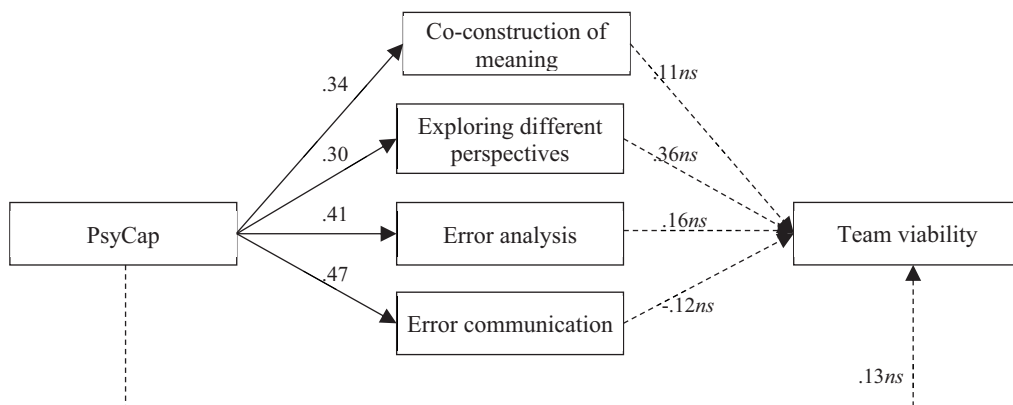 Co-construction of
meaning
.34
.11ns
Exploring different
perspectives
.30
.36ns
PsyCap
.41
Error analysis
.16ns
Team viability
.47
Error communication
-.12ns
.13ns